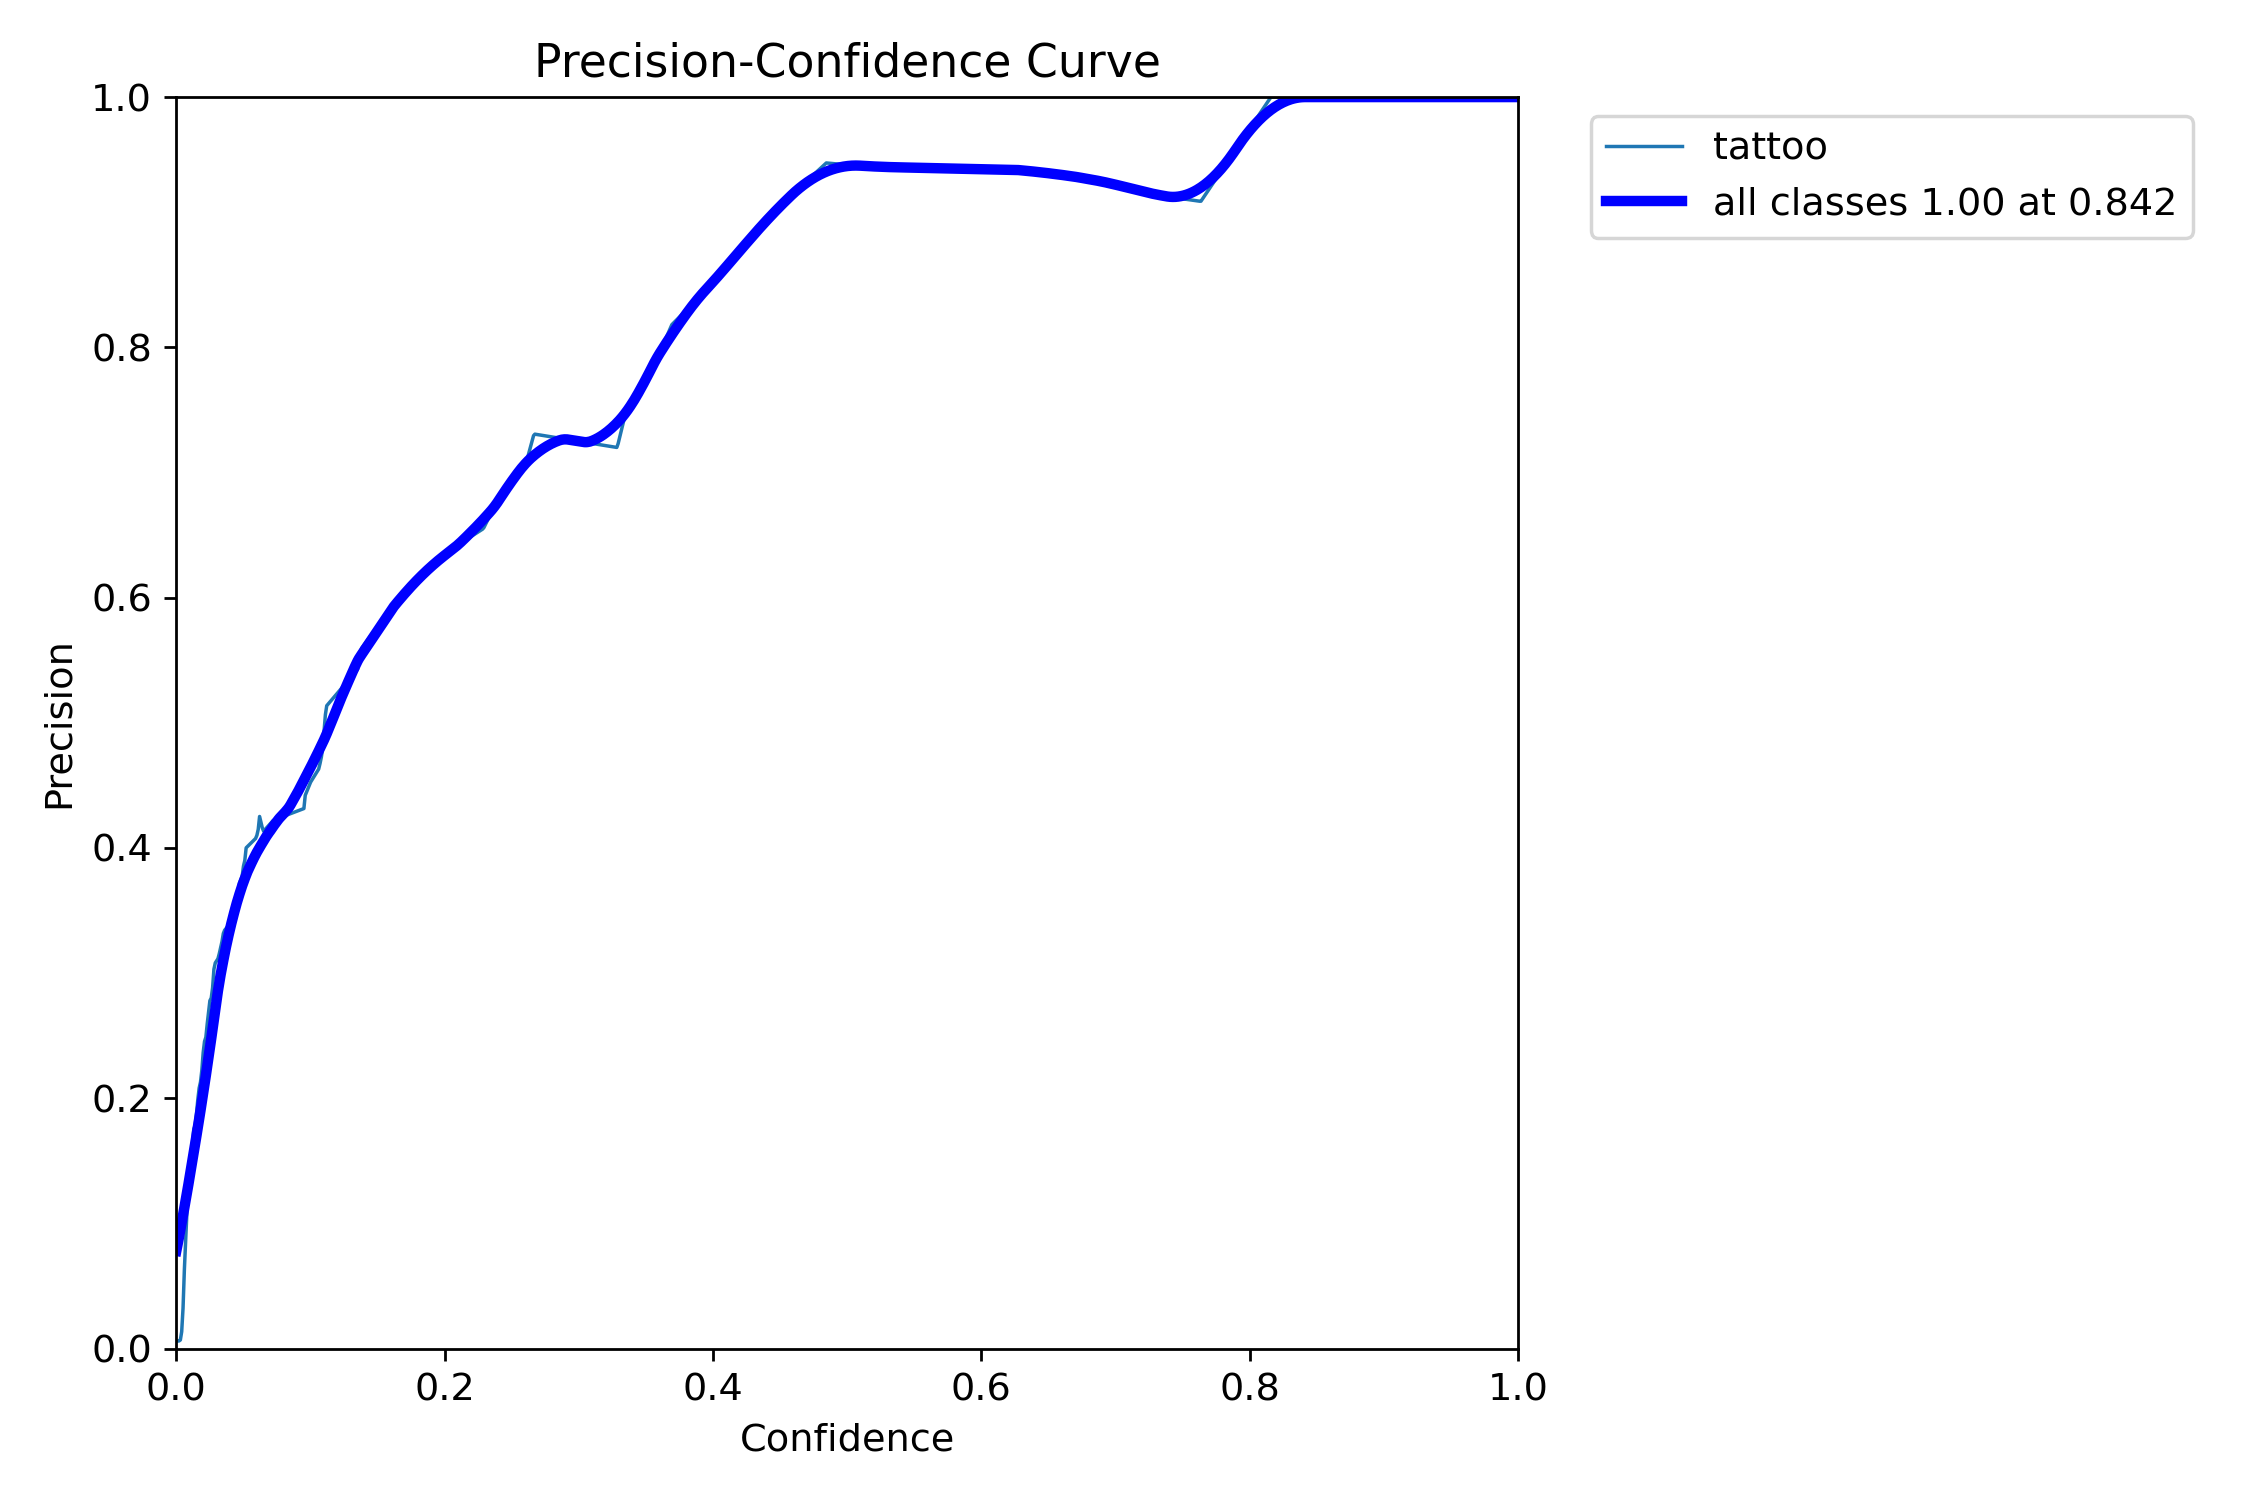 Precision-Confidence Curve
1.0
0.8
0.6
0.4
0.2
0.0
Precision
0.0 0.2 0.4 0.6 0.8 1.0
Confidence
tattoo
all classes 1.00 at 0.842